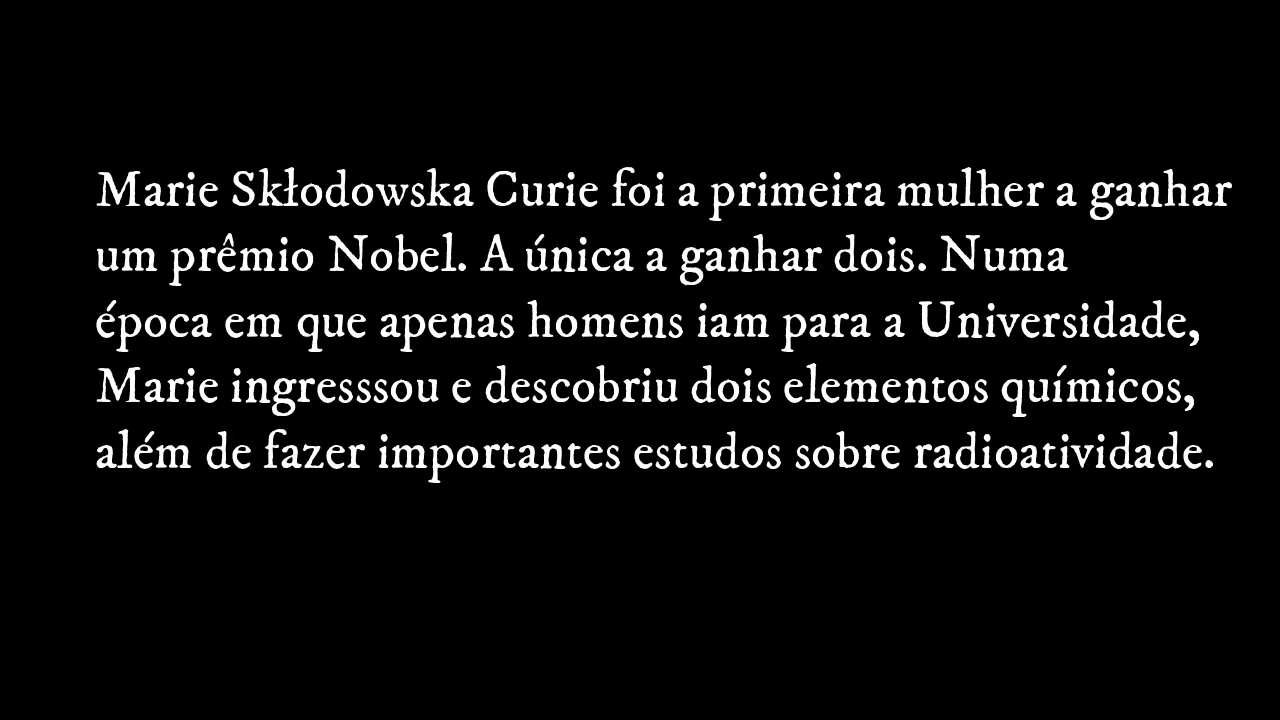 Marie Skłodowska Curie foi a primeira mulher a ganhar
um prêmio Nobel. A única a ganhar dois. Numa
época em que apenas homens iam para a Universidade,
Marie ingresssou e descobriu dois elementos químicos,
além de fazer importantes estudos sobre radioatividade.